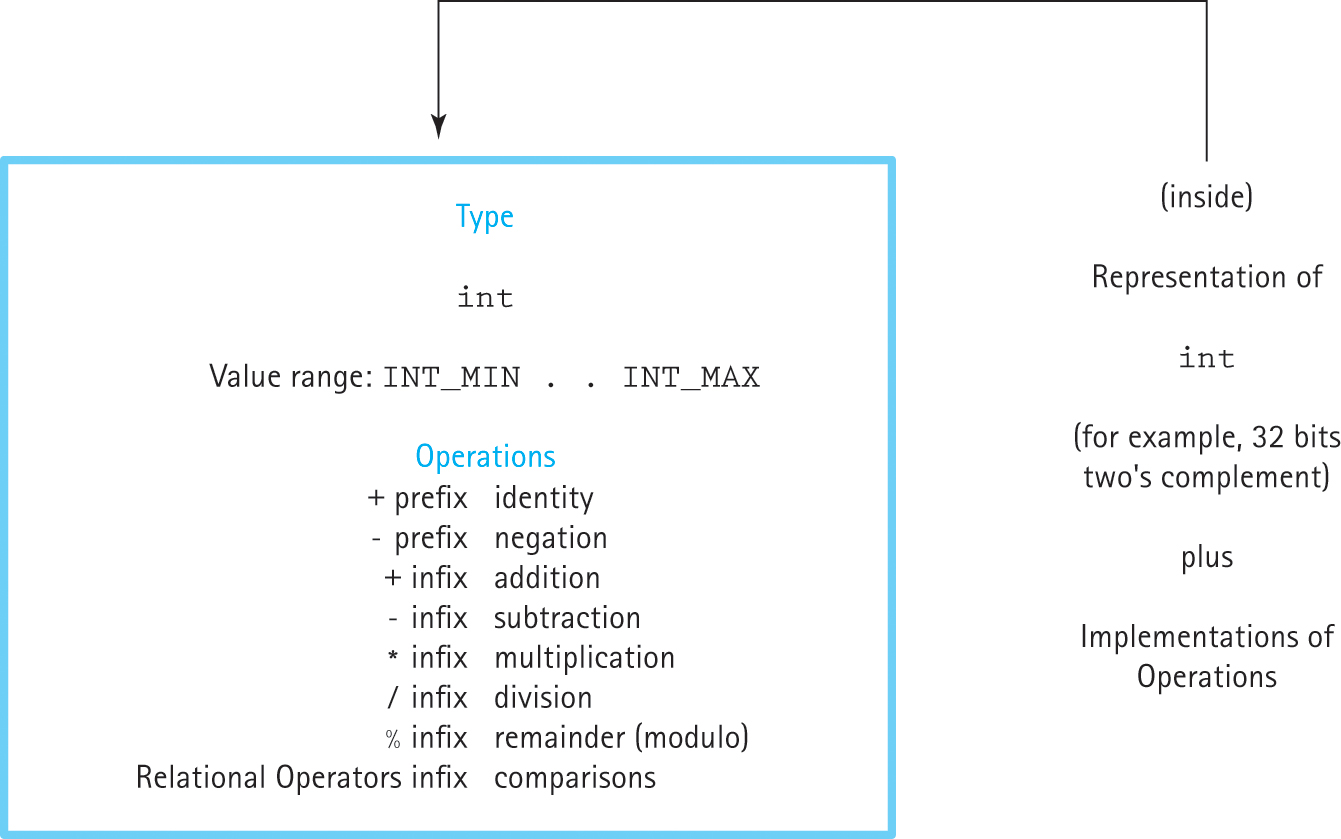 Type
int
Value range: INT_MIN . . INT_MAX
Operations
+ prefix identity
- prefix negation
+ infix addition
- infix subtraction
* infix multiplication
/ infix division
% infix remainder (modulo)
Relational Operators infix comparisons
(inside)
Representation of
int
(for example, 32 bits
two's complement)
plus
Implementations of
Operations